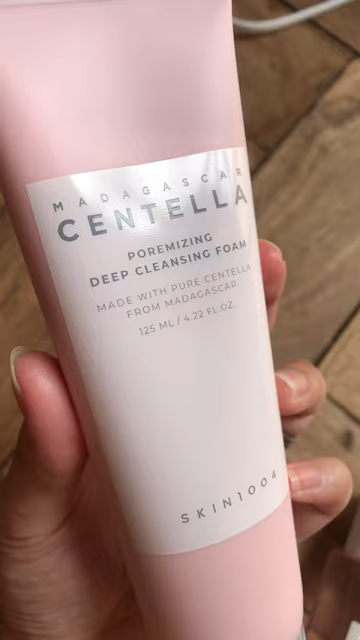 MADAGASCAR
CENTELLA
POREMIZING
DEEP CLEANSING FOAM
MADE WITH PURE CENTELLA
FROM MADAGASCAR
125 ML / 4.22 FL.OZ.
SKIN1004